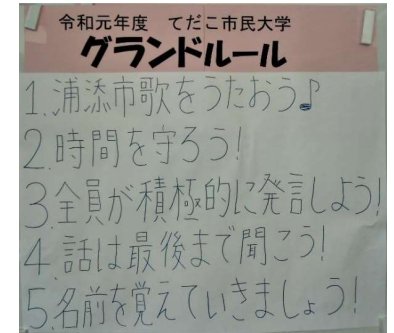 令和元年度 てだこ市民大学
グランドルール
1.浦添市歌をうたおう♪
2.時間を守ろう!
3.全員が積極的に発言しよう!
4.話は最後まで聞こう!
5.名前を覚えていきましょう!